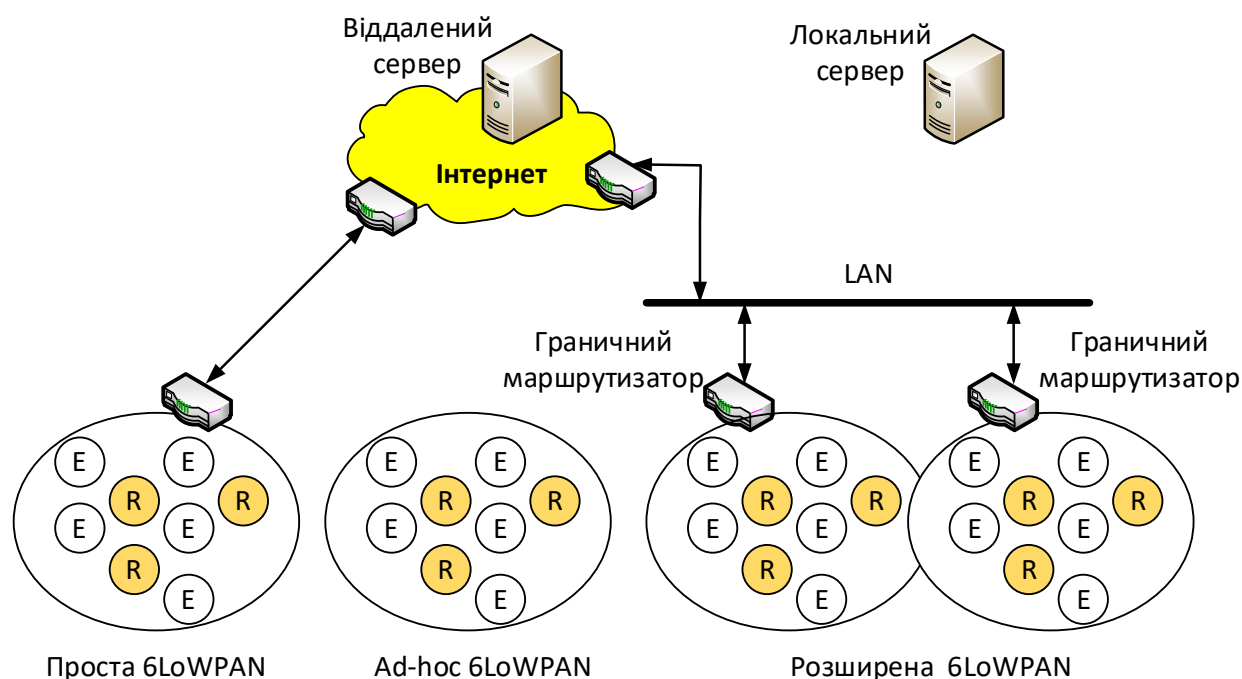 Віддалений
сервер
Локальний
сервер
Інтернет
LAN
Граничний
маршрутизатор
Граничний
маршрутизатор
E
E
R
R
E
E
R
E
E
E
R
R
E
E
R
E
E
E
R
R
E
E
R
E
E
E
R
R
E
E
R
E
Проста 6LoWPAN
Ad-hoc 6LoWPAN
Розширена 6LoWPAN